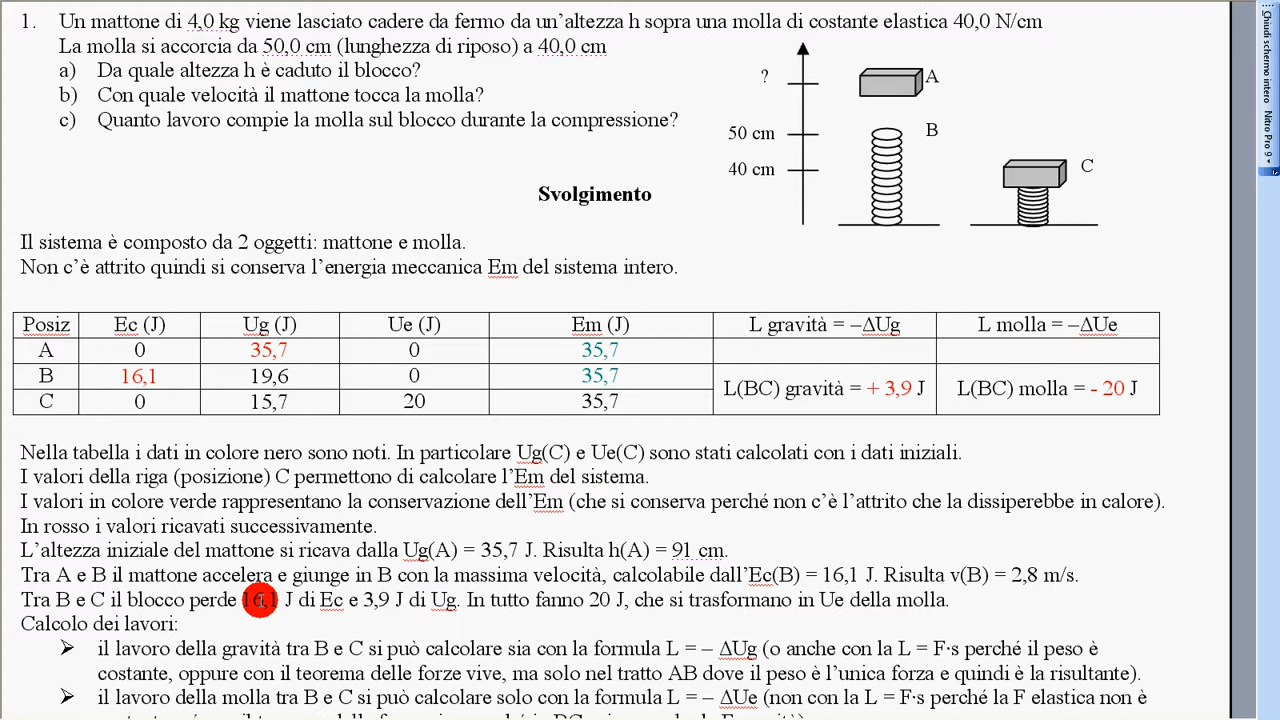 1. Un mattone di 4,0 kg viene lasciato cadere da fermo da un'altezza h sopra una molla di costante elastica 40,0 N/cm
La molla si accorcia da 50,0 cm (lunghezza di riposo) a 40,0 cm
a) Da quale altezza h è caduto il blocco?
b) Con quale velocità il mattone tocca la molla?
c) Quanto lavoro compie la molla sul blocco durante la compressione?
? A
50 cm B
40 cm C
Svolgimento
Il sistema è composto da 2 oggetti: mattone e molla.
Non c'è attrito quindi si conserva l'energia meccanica Em del sistema intero.
Posiz Ec (J) Ug (J) Ue (J) Em (J) L gravità = –ΔUg L molla = –ΔUe
A 0 35,7 0 35,7
B 16,1 19,6 0 35,7
L(BC) gravità = + 3,9 J L(BC) molla = - 20 J
C 0 15,7 20 35,7
Nella tabella i dati in colore nero sono noti. In particolare Ug(C) e Ue(C) sono stati calcolati con i dati iniziali.
I valori della riga (posizione) C permettono di calcolare l'Em del sistema.
I valori in colore verde rappresentano la conservazione dell'Em (che si conserva perché non c'è l'attrito che la dissiperebbe in calore).
In rosso i valori ricavati successivamente.
L'altezza iniziale del mattone si ricava dalla Ug(A) = 35,7 J. Risulta h(A) = 91 cm.
Tra A e B il mattone accelera e giunge in B con la massima velocità, calcolabile dall'Ec(B) = 16,1 J. Risulta v(B) = 2,8 m/s.
Tra B e C il blocco perde 16,1 J di Ec e 3,9 J di Ug. In tutto fanno 20 J, che si trasformano in Ue della molla.
Calcolo dei lavori:
➢ il lavoro della gravità tra B e C si può calcolare sia con la formula L = – ΔUg (o anche con la L = F·s perché il peso è
costante, oppure con il teorema delle forze vive, ma solo nel tratto AB dove il peso è l'unica forza e quindi è la risultante).
➢ il lavoro della molla tra B e C si può calcolare solo con la formula L = – ΔUe (non con la L = F·s perché la F elastica non è
Chiudi schermo intero Nitro Pro 9